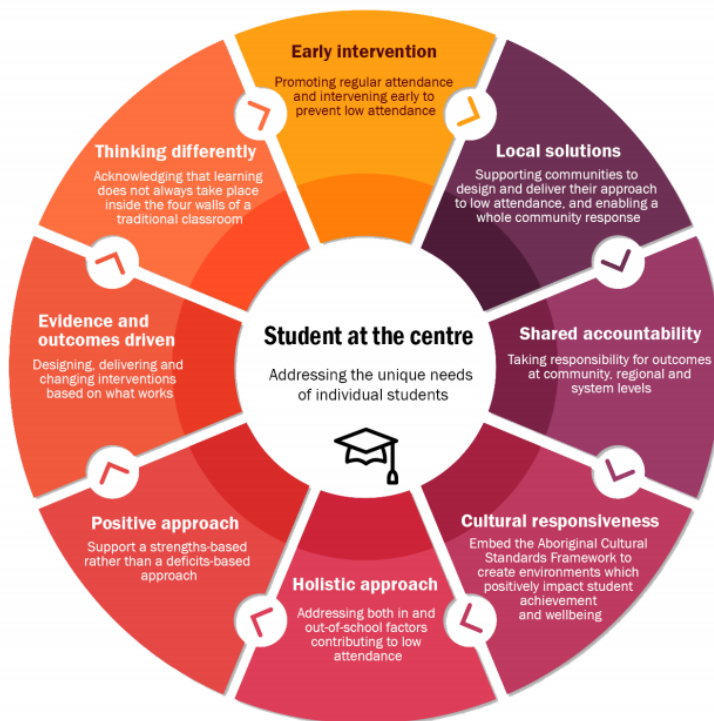 Early intervention
Promoting regular attendance
and intervening early to
prevent low attendance
Local solutions
Supporting communities to
design and deliver their approach
to low attendance, and enabling a
whole community response
Shared accountability
Taking responsibility for outcomes
at community, regional and
system levels
Cultural responsiveness
Embed the Aboriginal Cultural
Standards Framework to
create environments which
positively impact student
achievement
and wellbeing
Holistic approach
Addressing both in and
out-of-school factors
contributing to low
attendance
Positive approach
Support a strengths-based
rather than a deficits-based
approach
Evidence and
outcomes driven
Designing, delivering and
changing interventions
based on what works
Thinking differently
Acknowledging that learning
does not always take place
inside the four walls of a
traditional classroom
Student at the centre
Addressing the unique needs
of individual students